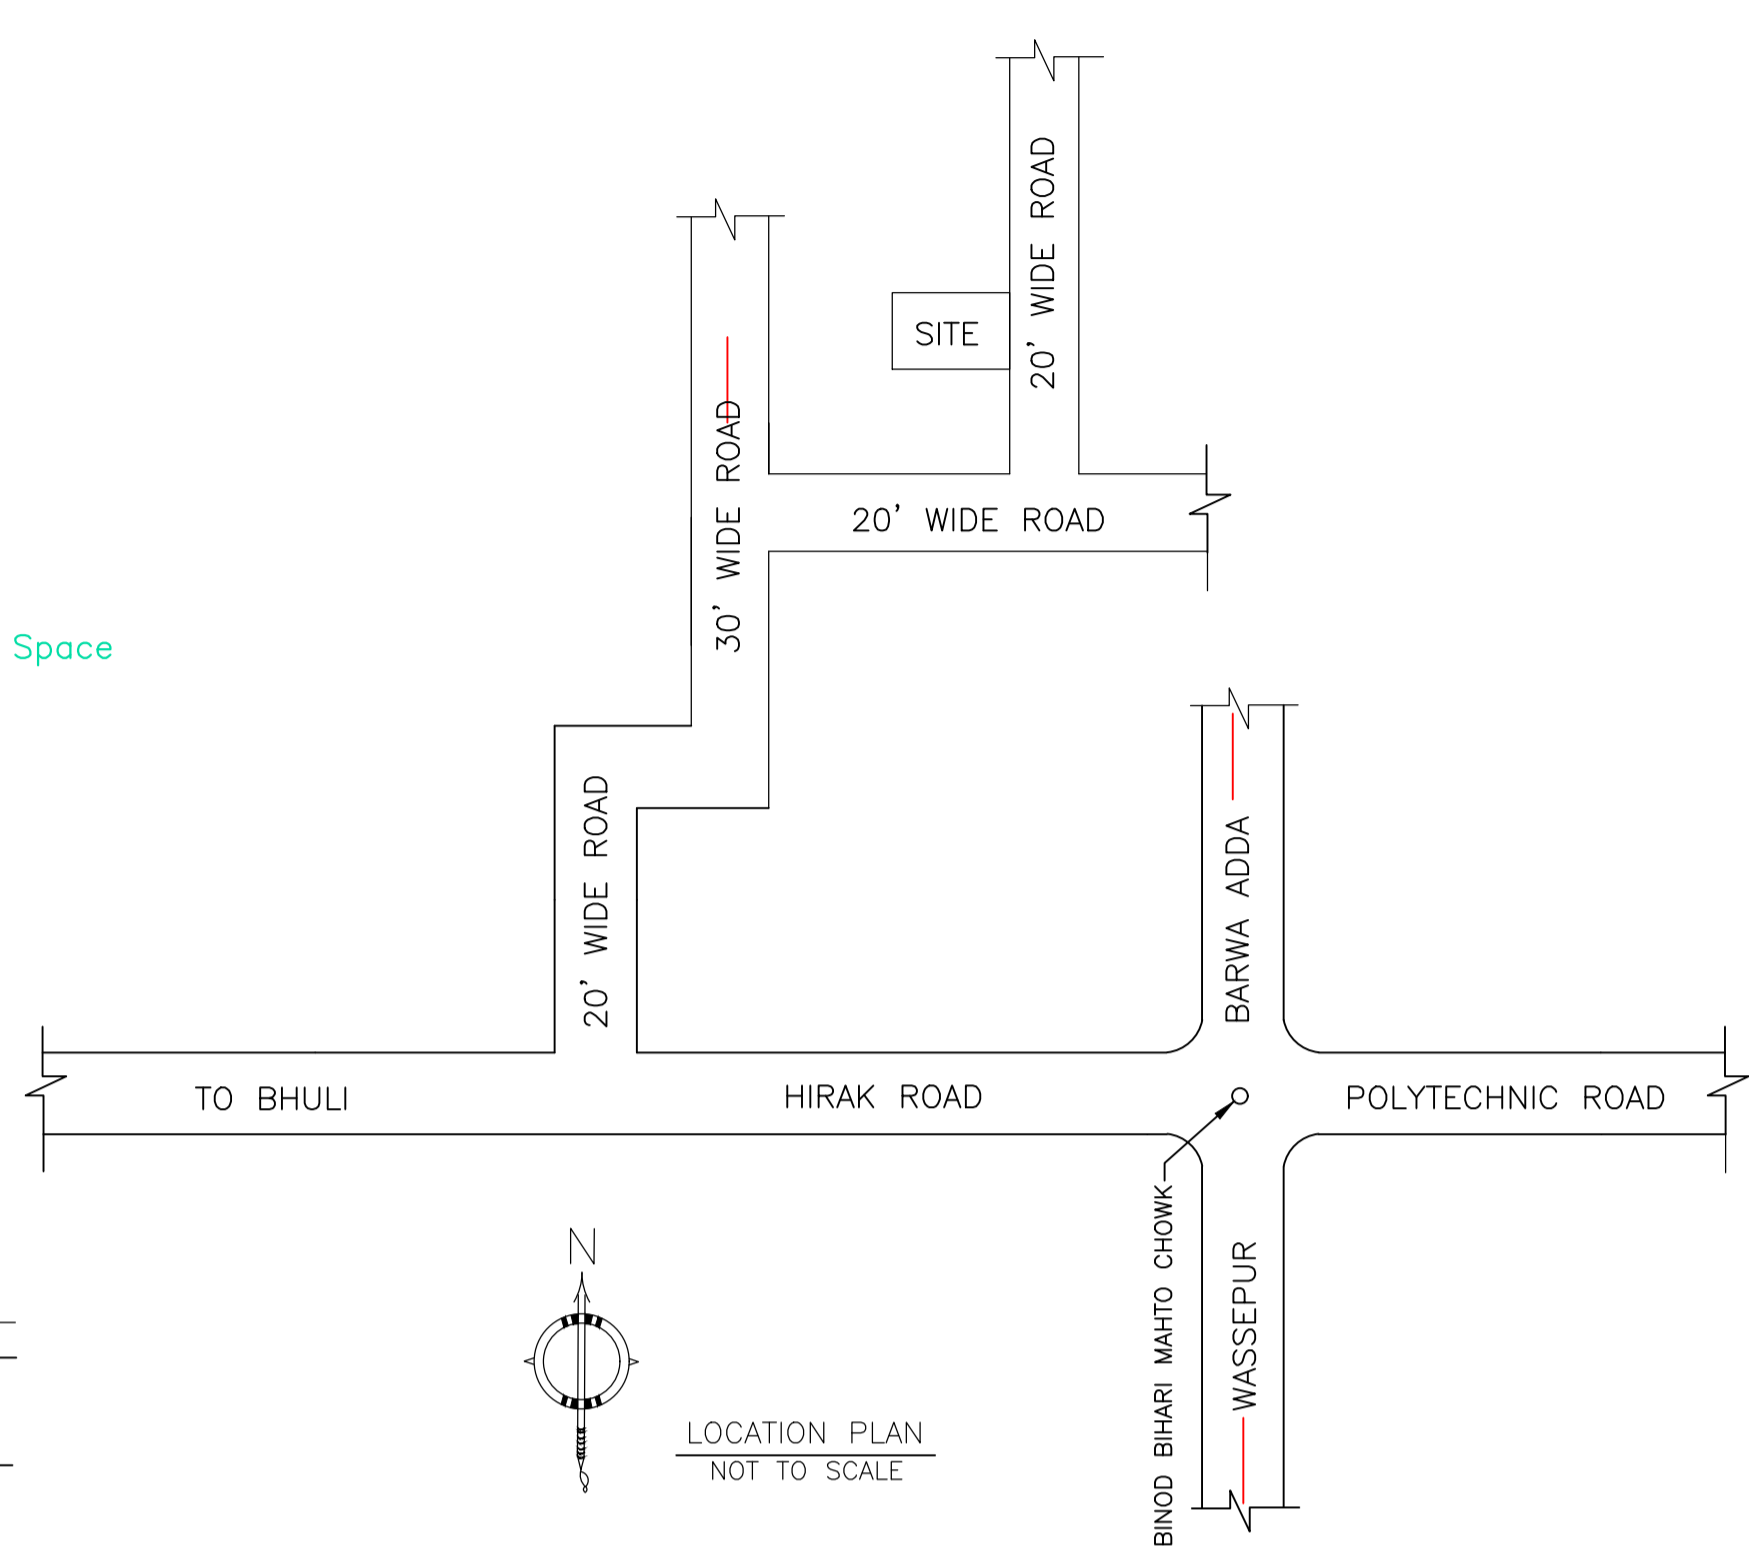 20' WIDE ROAD
SITE
30' WIDE ROAD
20' WIDE ROAD
Space
20' WIDE ROAD
BARWA ADDA
TO BHULI
HIRAK ROAD
POLYTECHNIC ROAD
BINOD BIHARI MAHTO CHOWK
WASSEPUR
N
LOCATION PLAN
NOT TO SCALE